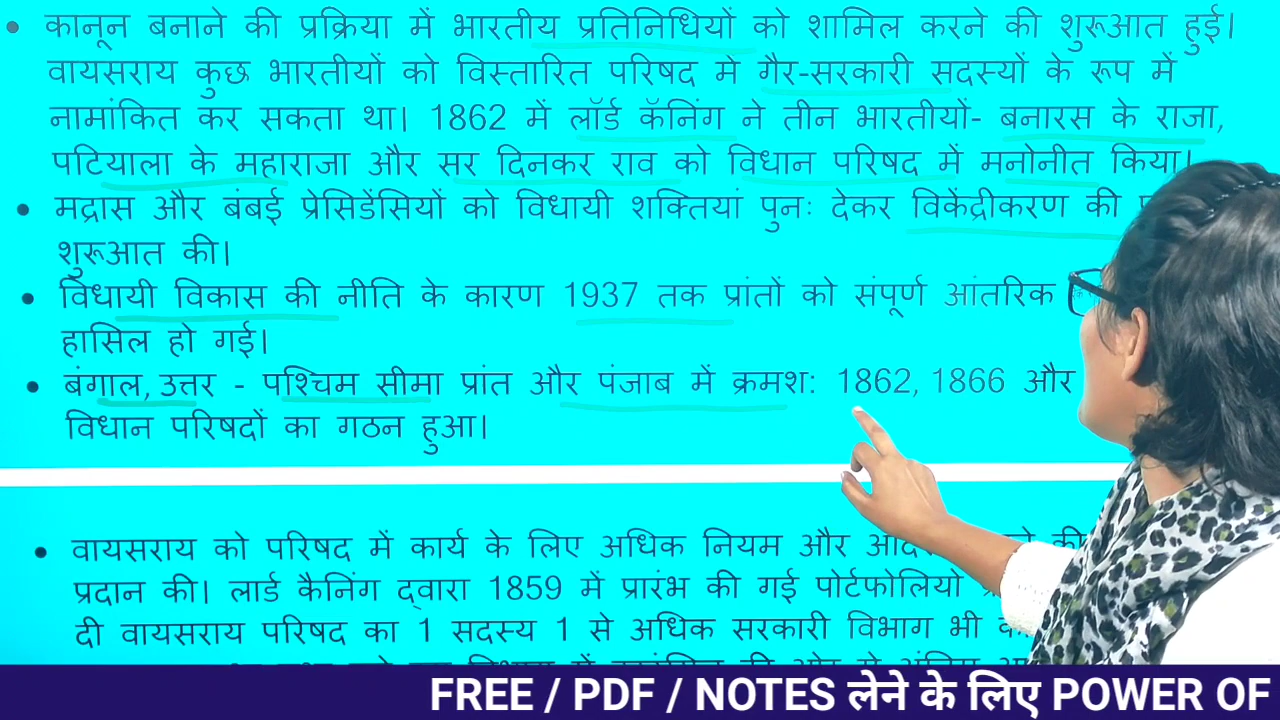 • कानून बनाने की प्रक्रिया में भारतीय प्रतिनिधियों को शामिल करने की शुरूआत हुई।
वायसराय कुछ भारतीयों को विस्तारित परिषद मे गैर-सरकारी सदस्यों के रूप में
नामांकित कर सकता था। 1862 में लॉर्ड कॅनिंग ने तीन भारतीयों- बनारस के राजा,
पटियाला के महाराजा और सर दिनकर राव को विधान परिषद में मनोनीत किया।
• मद्रास और बंबई प्रेसिडेंसियों को विधायी शक्तियां पुनः देकर विकेंद्रीकरण की
शुरूआत की।
• विधायी विकास की नीति के कारण 1937 तक प्रांतों को संपूर्ण आंतरिक
हासिल हो गई।
• बंगाल, उत्तर - पश्चिम सीमा प्रांत और पंजाब में क्रमश: 1862, 1866 और
विधान परिषदों का गठन हुआ।
• वायसराय को परिषद में कार्य के लिए अधिक नियम और की
प्रदान की। लार्ड कैनिंग द्वारा 1859 में प्रारंभ की गई पोर्टफोलियो
दी वायसराय परिषद का 1 सदस्य 1 से अधिक सरकारी विभाग भी
FREE / PDF / NOTES लेने के लिए POWER OF